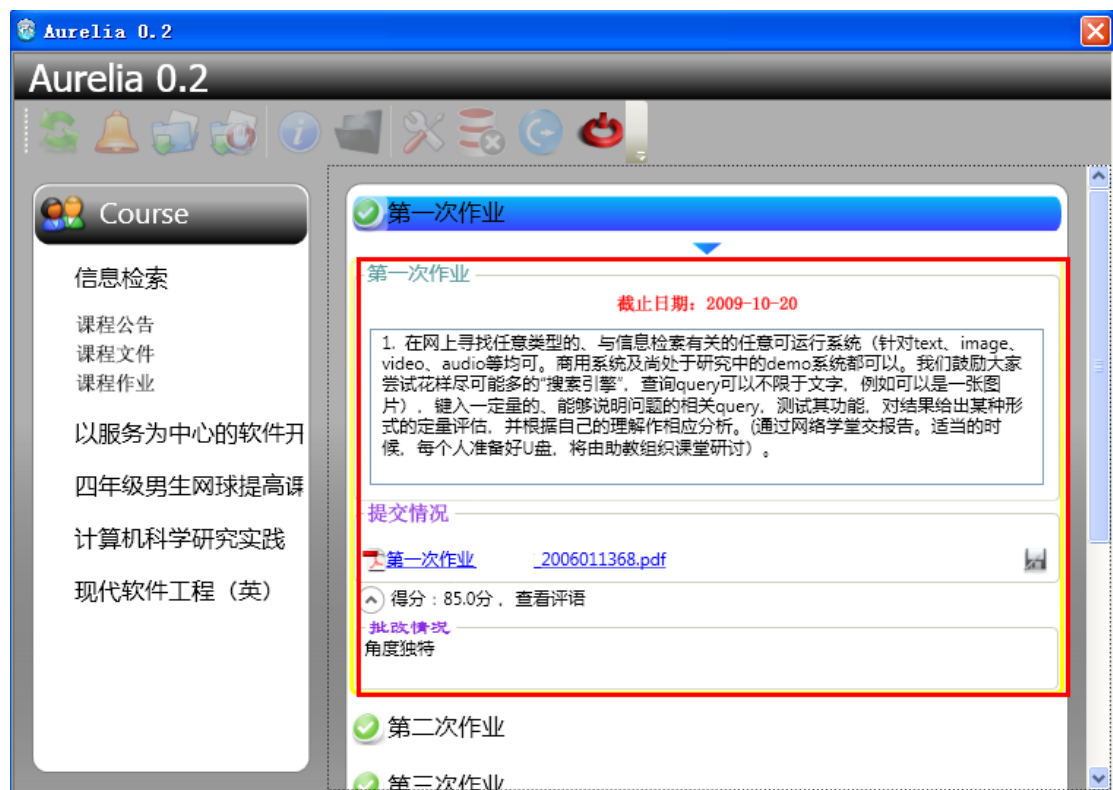 Aurelia 0.2
Aurelia 0.2
Course
信息检索
课程公告
课程文件
课程作业
以服务为中心的软件开
四年级男生网球提高课
计算机科学研究实践
现代软件工程（英）
第一次作业
第一次作业
截止日期：2009-10-20
1. 在网上寻找任意类型的、与信息检索有关的任意可运行系统（针对text、image、
video、audio等均可。商用系统及尚处于研究中的demo系统都可以。我们鼓励大家
尝试花样尽可能多的“搜素引擎”，查询query可以不限于文字，例如可以是一张图
片），键入一定量的、能够说明问题的相关query，测试其功能，对结果给出某种形
式的定量评估，并根据自己的理解作相应分析。(通过网络学堂交报告。适当的时
候，每个人准备好U盘，将由助教组织课堂研讨）。
提交情况
第一次作业 _2006011368.pdf
得分：85.0分，查看评语
批改情况
角度独特
第二次作业
第三次作业